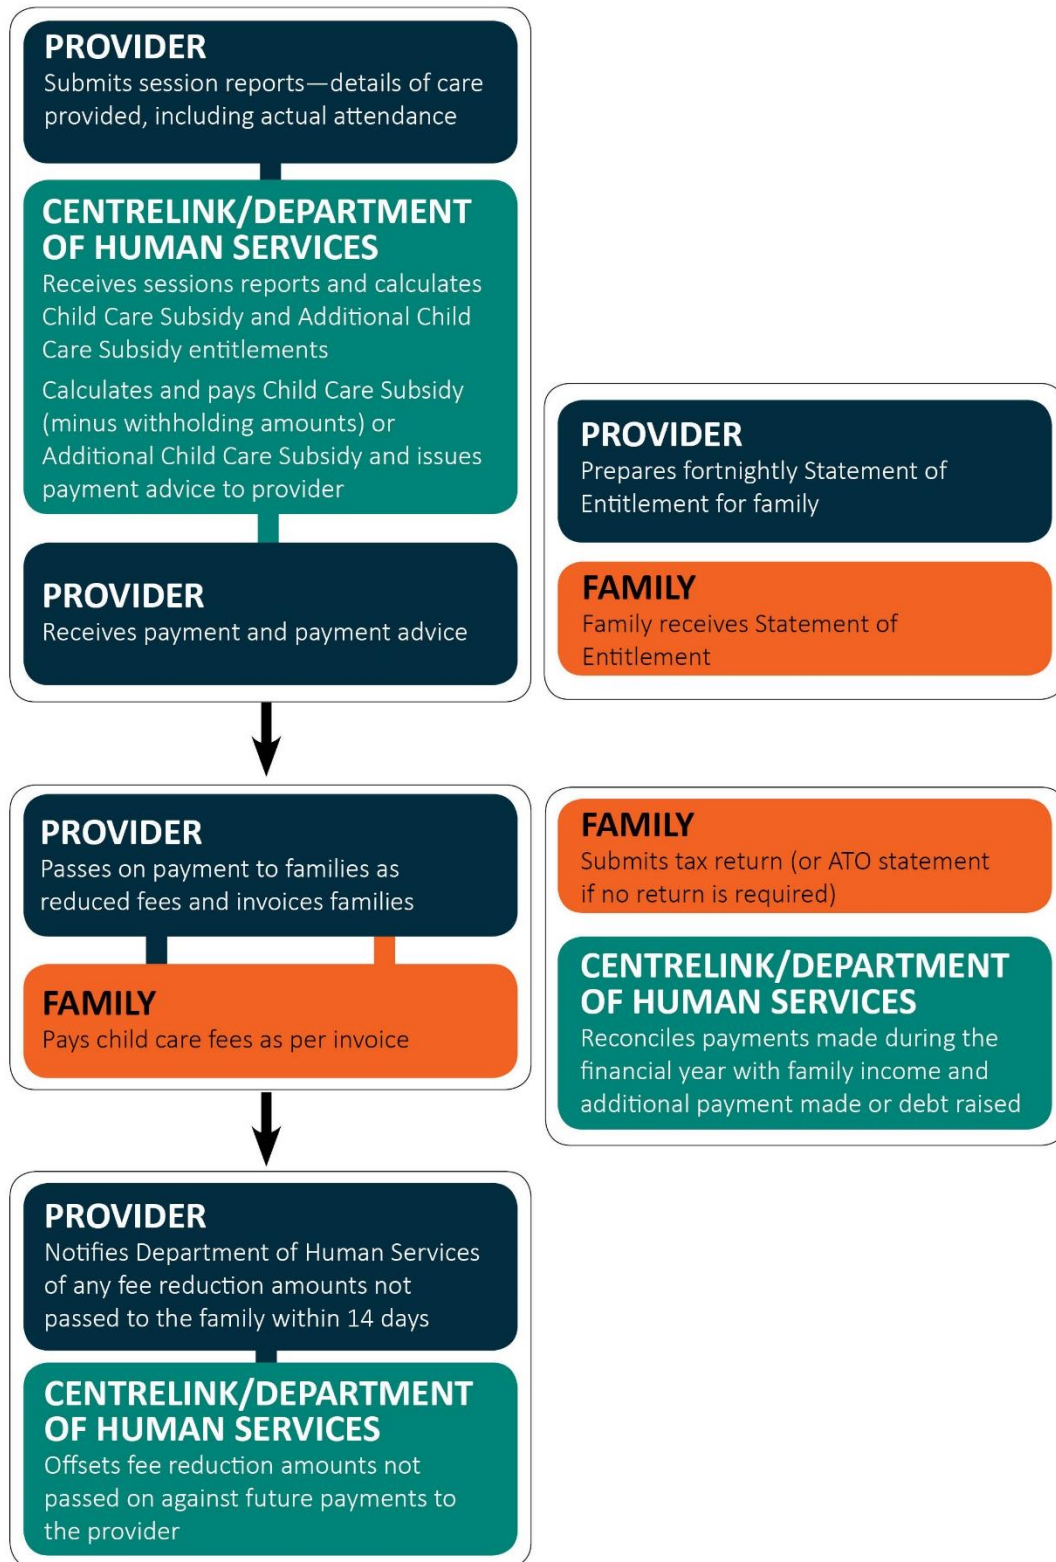 PROVIDER
Submits session reports—details of care
provided, including actual attendance
CENTRELINK/DEPARTMENT
OF HUMAN SERVICES
Receives sessions reports and calculates
Child Care Subsidy and Additional Child
Care Subsidy entitlements
Calculates and pays Child Care Subsidy
(minus withholding amounts) or
Additional Child Care Subsidy and issues
payment advice to provider
PROVIDER
Receives payment and payment advice
PROVIDER
Prepares fortnightly Statement of
Entitlement for family
FAMILY
Family receives Statement of
Entitlement
PROVIDER
Passes on payment to families as
reduced fees and invoices families
FAMILY
Pays child care fees as per invoice
FAMILY
Submits tax return (or ATO statement
if no return is required)
CENTRELINK/DEPARTMENT
OF HUMAN SERVICES
Reconciles payments made during the
financial year with family income and
additional payment made or debt raised
PROVIDER
Notifies Department of Human Services
of any fee reduction amounts not
passed to the family within 14 days
CENTRELINK/DEPARTMENT
OF HUMAN SERVICES
Offsets fee reduction amounts not
passed on against future payments to
the provider